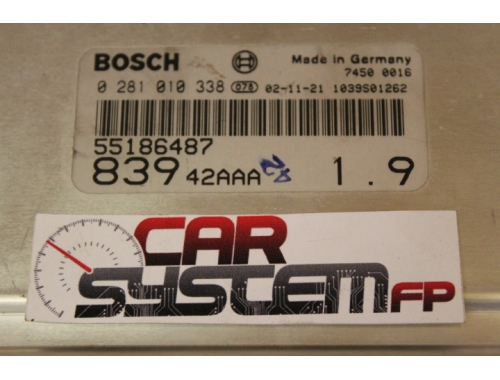 BOSCH Made in Germany
7450 0016
0 281 010 338 078 02-11-21 1039S01262
55186487
839 42AAA 1.9
CAR
SYSTEM FP